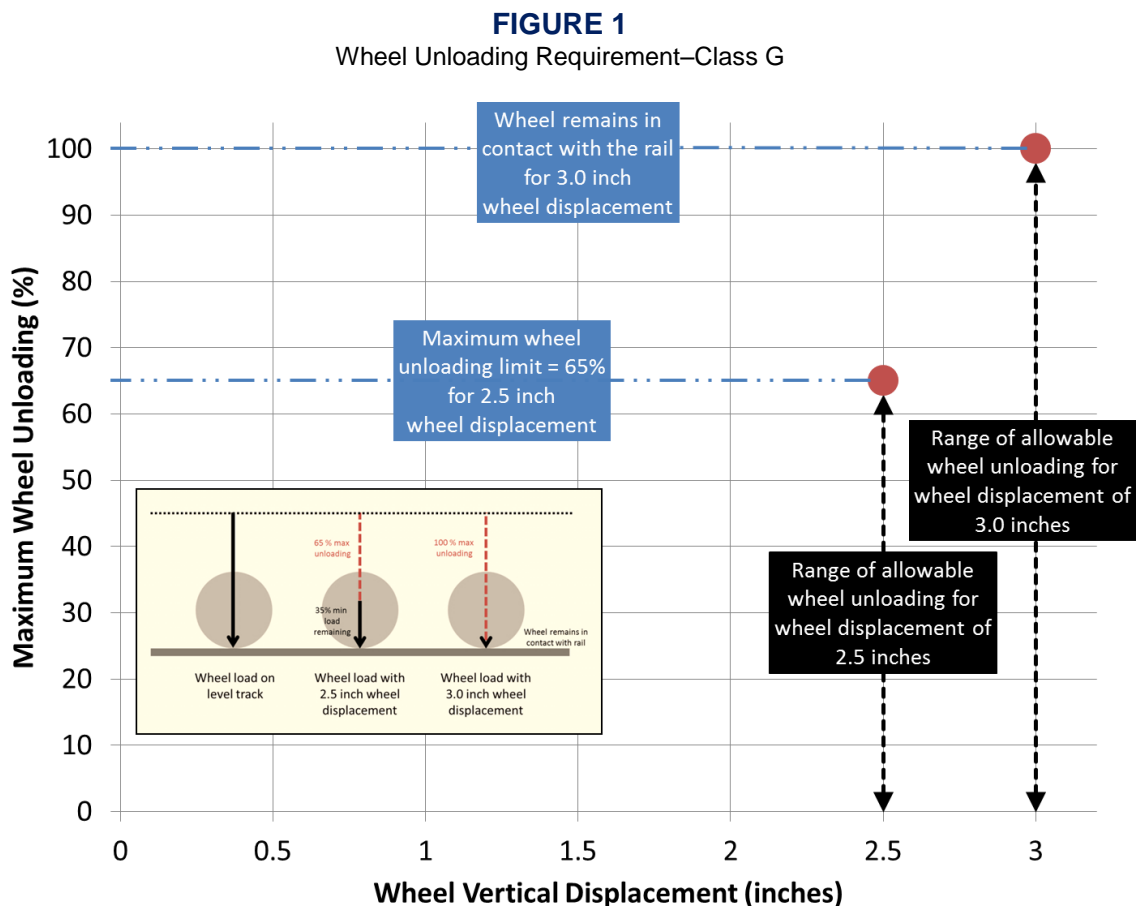 FIGURE 1
Wheel Unloading Requirement–Class G
Maximum Wheel Unloading (%)
100
90
80
70
60
50
40
30
20
10
0
Wheel remains in
contact with the rail
for 3.0 inch
wheel displacement
Maximum wheel
unloading limit = 65%
for 2.5 inch
wheel displacement
Range of allowable
wheel unloading for
wheel displacement of
3.0 inches
Range of allowable
wheel unloading for
wheel displacement of
2.5 inches
65 % max
unloading
100 % max
unloading
35% min
load
remaining
Wheel remains in
contact with rail
Wheel load on
level track
Wheel load with
2.5 inch wheel
displacement
Wheel load with
3.0 inch wheel
displacement
0
0.5
1
1.5
2
2.5
3
Wheel Vertical Displacement (inches)